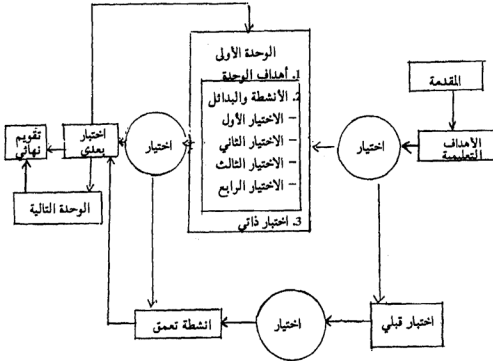 المقدمة
الأهداف
التعليمية
اختيار
الوحدة الأولى
1. أهداف الوحدة
2. الأنشطة والبدائل
– الاختيار الأول
– الاختيار الثاني
– الاختيار الثالث
– الاختيار الرابع
3. اختبار ذاتي
اختيار
اختبار
بعدي
تقويم
نهائي
الوحدة التالية
اختبار قبلي
اختيار
انشطة تعمق